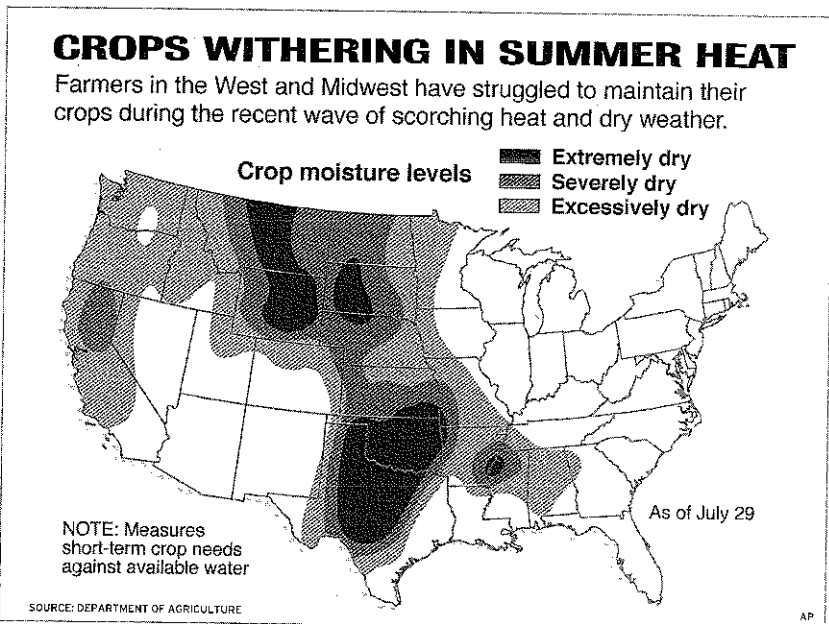 CROPS WITHERING IN SUMMER HEAT
Farmers in the West and Midwest have struggled to maintain their
crops during the recent wave of scorching heat and dry weather.
Crop moisture levels
Extremely dry
Severely dry
Excessively dry
As of July 29
NOTE: Measures
short-term crop needs
against available water
SOURCE: DEPARTMENT OF AGRICULTURE
AP